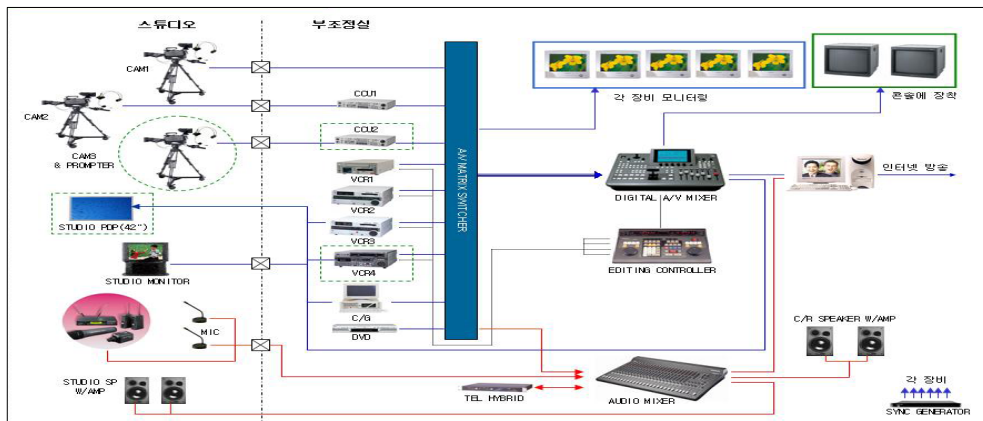 스튜디오
부조정실
CAM1
CAM2
CAM3
& PROMPTER
STUDIO PDP(42")
STUDIO MONITOR
MIC
STUDIO SP
W/AMP
CCU1
CCU2
VCR1
VCR2
VCR3
VCR4
C/G
DVD
A/V MATRIX SWITCHER
각 장비 모니터링
콘솔에 장착
DIGITAL A/V MIXER
인터넷 방송
EDITING CONTROLLER
C/R SPEAKER W/AMP
TEL HYBRID
AUDIO MIXER
각 장비
SYNC GENERATOR